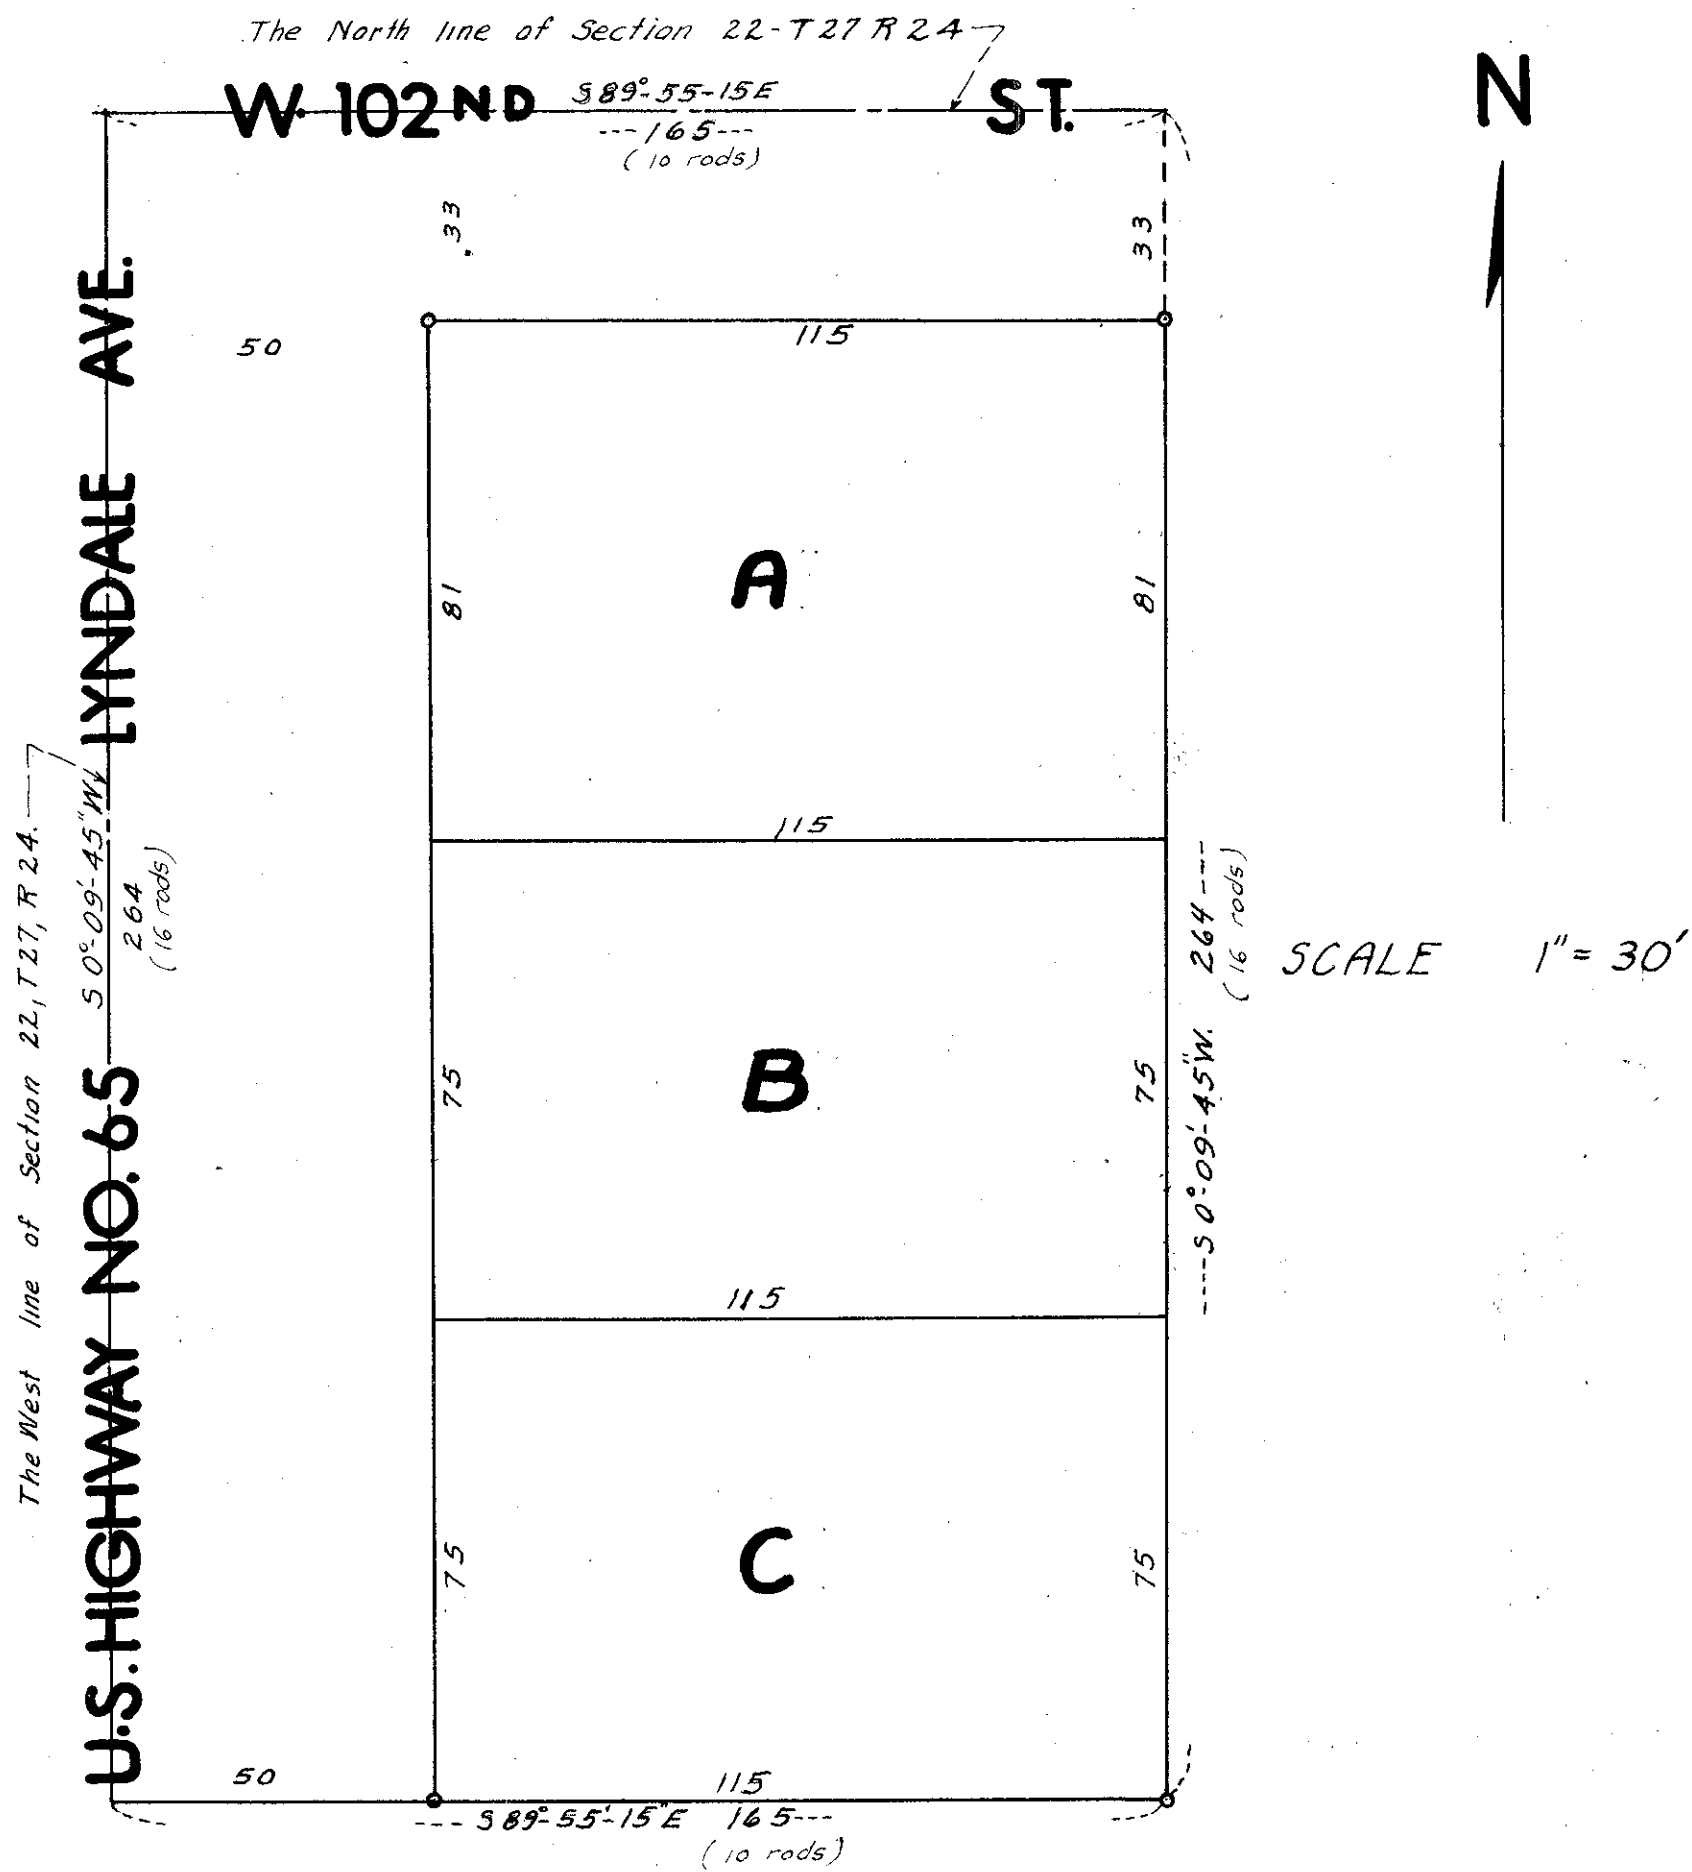 The North line of Section 22-T27 R24
W. 102ND ST.
S89°-55-15E
---165---
(10 rods)
N
33
33
115
50
LYNDALE AVE.
A
81
81
115
The West line of Section 22, T27, R24.
S 0°-09'-45"W
264
(16 rods)
----S 0°-09'-45"W. 264----
(16 rods)
SCALE 1"= 30'
U.S. HIGHWAY NO. 65
B
75
75
115
C
75
75
50
115
---S 89°-55'-15"E 165---
(10 rods)